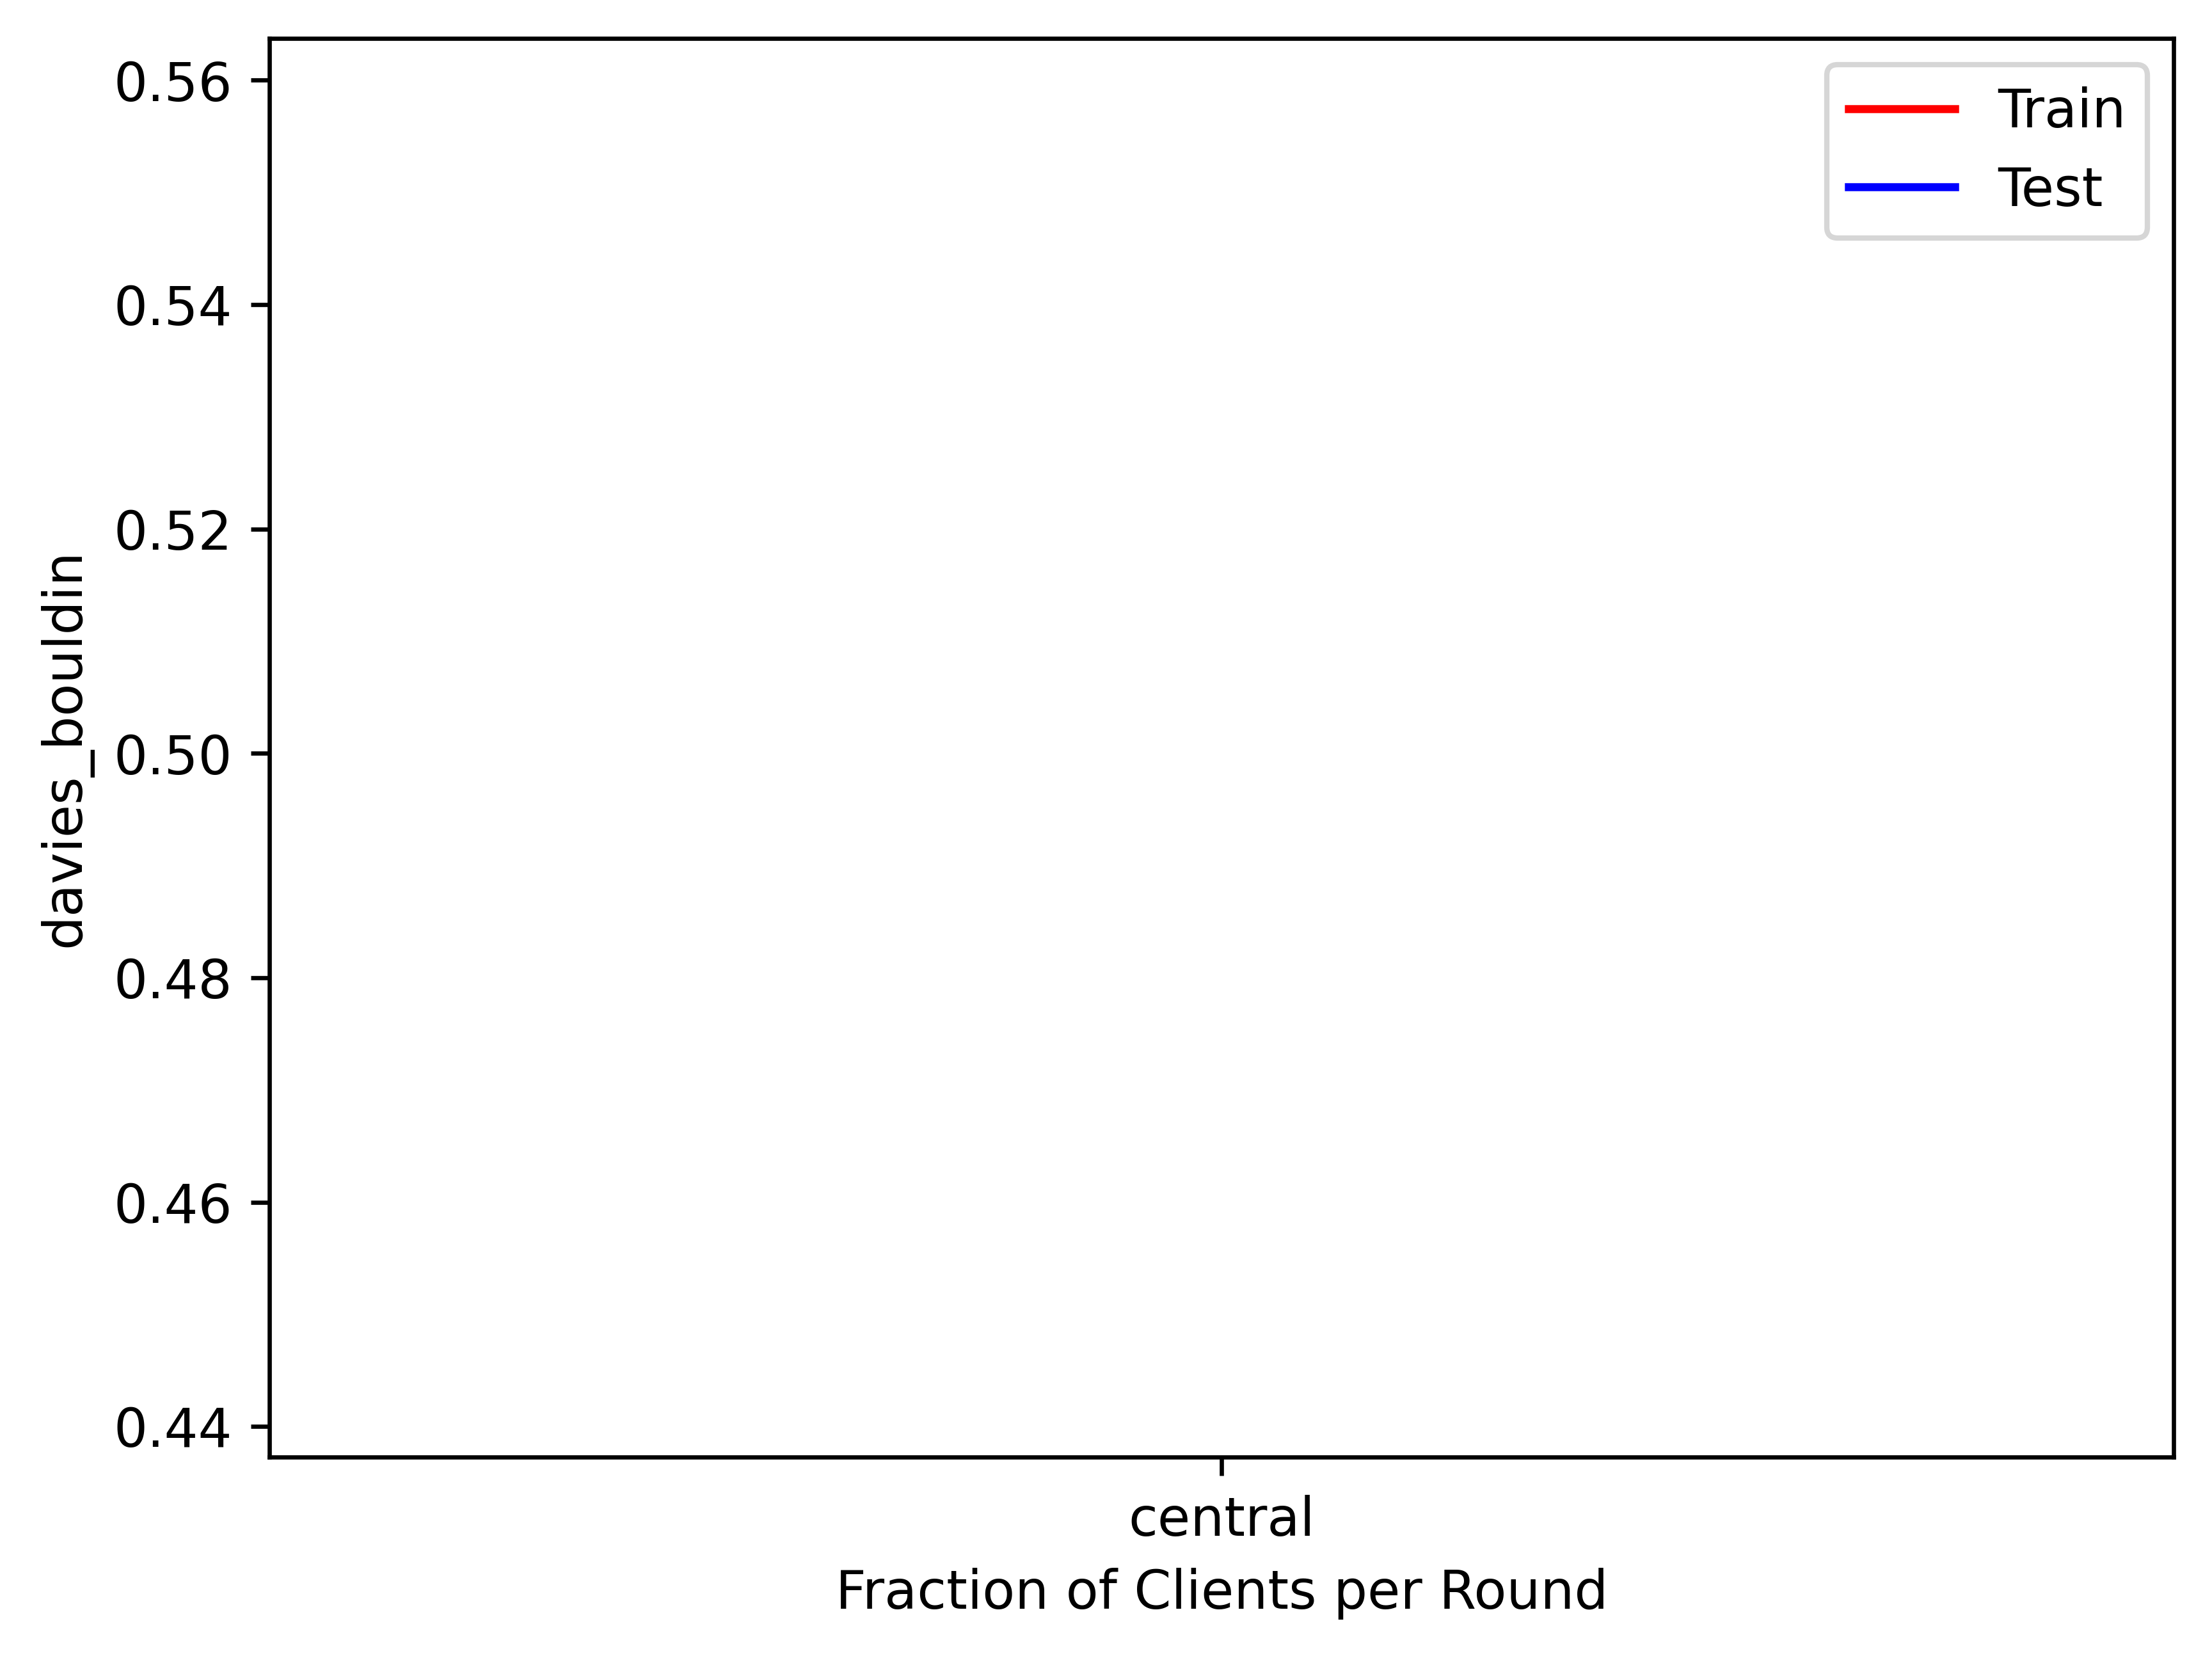 Train
Test
0.56
0.54
0.52
0.50
0.48
0.46
0.44
davies_bouldin
central
Fraction of Clients per Round